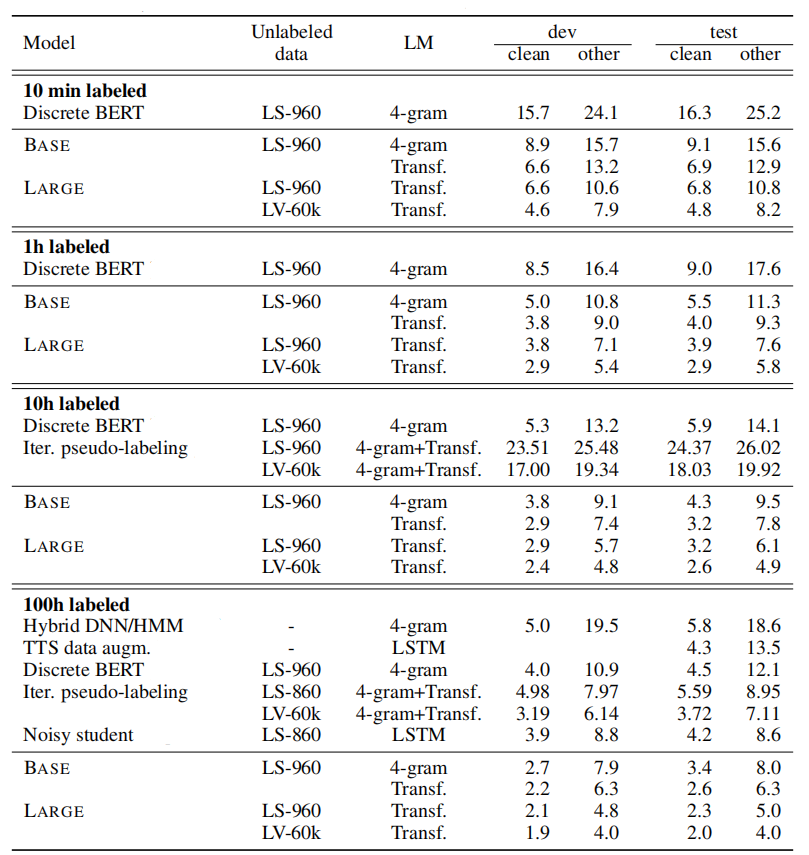 Model Unlabeled data LM dev test
clean other clean other
10 min labeled
Discrete BERT LS-960 4-gram 15.7 24.1 16.3 25.2
BASE LS-960 4-gram 8.9 15.7 9.1 15.6
Transf. 6.6 13.2 6.9 12.9
LARGE LS-960 Transf. 6.6 10.6 6.8 10.8
LV-60k Transf. 4.6 7.9 4.8 8.2
1h labeled
Discrete BERT LS-960 4-gram 8.5 16.4 9.0 17.6
BASE LS-960 4-gram 5.0 10.8 5.5 11.3
Transf. 3.8 9.0 4.0 9.3
LARGE LS-960 Transf. 3.8 7.1 3.9 7.6
LV-60k Transf. 2.9 5.4 2.9 5.8
10h labeled
Discrete BERT LS-960 4-gram 5.3 13.2 5.9 14.1
Iter. pseudo-labeling LS-960 4-gram+Transf. 23.51 25.48 24.37 26.02
LV-60k 4-gram+Transf. 17.00 19.34 18.03 19.92
BASE LS-960 4-gram 3.8 9.1 4.3 9.5
Transf. 2.9 7.4 3.2 7.8
LARGE LS-960 Transf. 2.9 5.7 3.2 6.1
LV-60k Transf. 2.4 4.8 2.6 4.9
100h labeled
Hybrid DNN/HMM - 4-gram 5.0 19.5 5.8 18.6
TTS data augm. - LSTM 4.3 13.5
Discrete BERT LS-960 4-gram 4.0 10.9 4.5 12.1
Iter. pseudo-labeling LS-860 4-gram+Transf. 4.98 7.97 5.59 8.95
LV-60k 4-gram+Transf. 3.19 6.14 3.72 7.11
Noisy student LS-860 LSTM 3.9 8.8 4.2 8.6
BASE LS-960 4-gram 2.7 7.9 3.4 8.0
Transf. 2.2 6.3 2.6 6.3
LARGE LS-960 Transf. 2.1 4.8 2.3 5.0
LV-60k Transf. 1.9 4.0 2.0 4.0